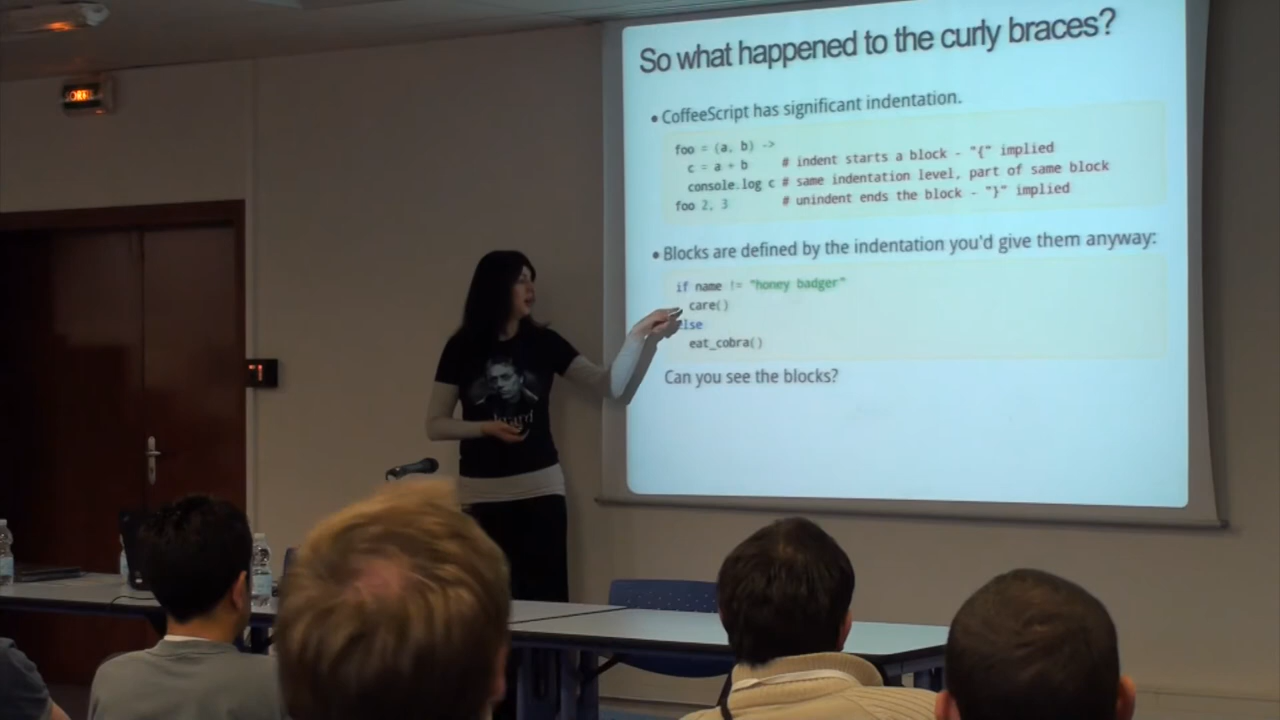 So what happened to the curly braces?
• CoffeeScript has significant indentation.
foo = (a, b) ->
c = a + b # indent starts a block - "{" implied
console.log c # same indentation level, part of same block
foo 2, 3 # unindent ends the block - "}" implied
• Blocks are defined by the indentation you'd give them anyway:
if name != "honey badger"
care()
else
eat_cobra()
Can you see the blocks?